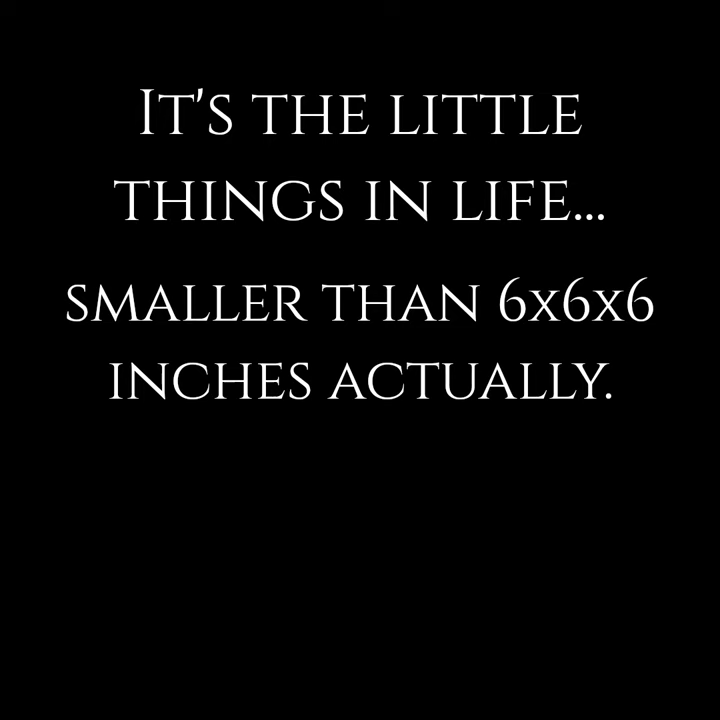 It's the little
things in life...
smaller than 6x6x6
inches actually.